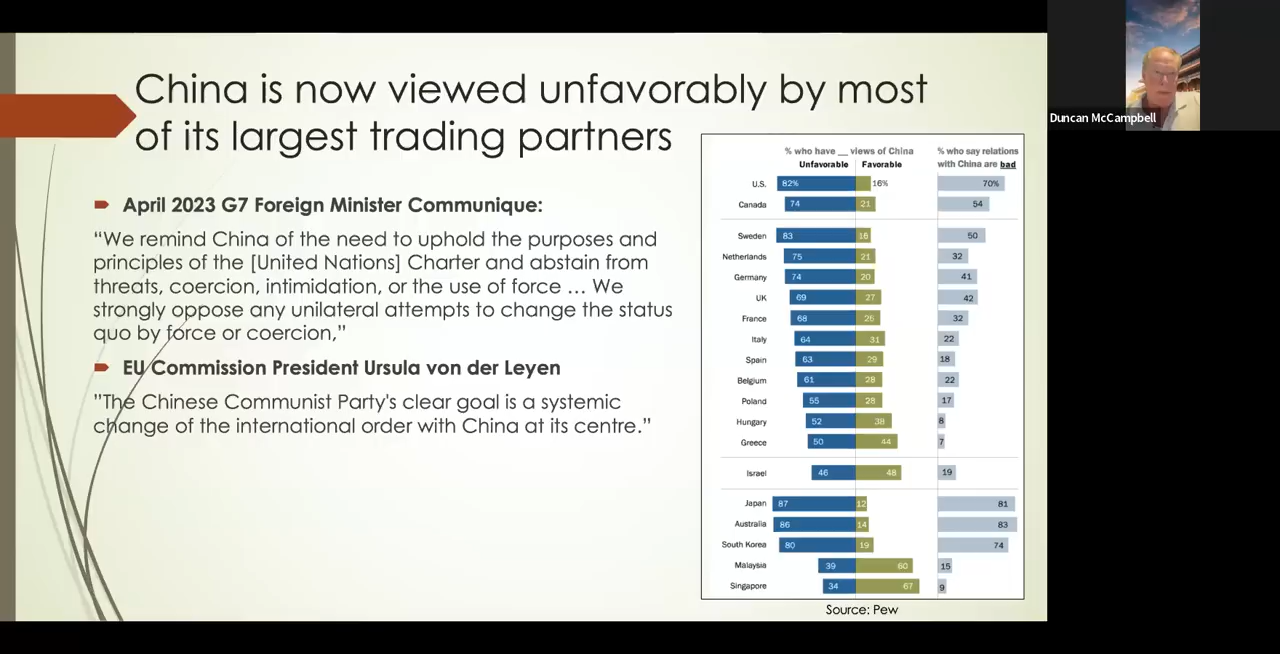 China is now viewed unfavorably by most
of its largest trading partners
April 2023 G7 Foreign Minister Communique:
“We remind China of the need to uphold the purposes and
principles of the [United Nations] Charter and abstain from
threats, coercion, intimidation, or the use of force … We
strongly oppose any unilateral attempts to change the status
quo by force or coercion,”
EU Commission President Ursula von der Leyen
”The Chinese Communist Party's clear goal is a systemic
change of the international order with China at its centre.”
% who have __ views of China
Unfavorable Favorable
% who say relations
with China are bad
U.S. 82% 16% 70%
Canada 74 21 54
Sweden 83 16 50
Netherlands 75 21 32
Germany 74 20 41
UK 69 27 42
France 68 26 32
Italy 64 31 22
Spain 63 29 18
Belgium 61 28 22
Poland 55 28 17
Hungary 52 38 8
Greece 50 44 7
Israel 46 48 19
Japan 87 12 81
Australia 86 14 83
South Korea 80 19 74
Malaysia 39 60 15
Singapore 34 67 9
Source: Pew
Duncan McCampbell